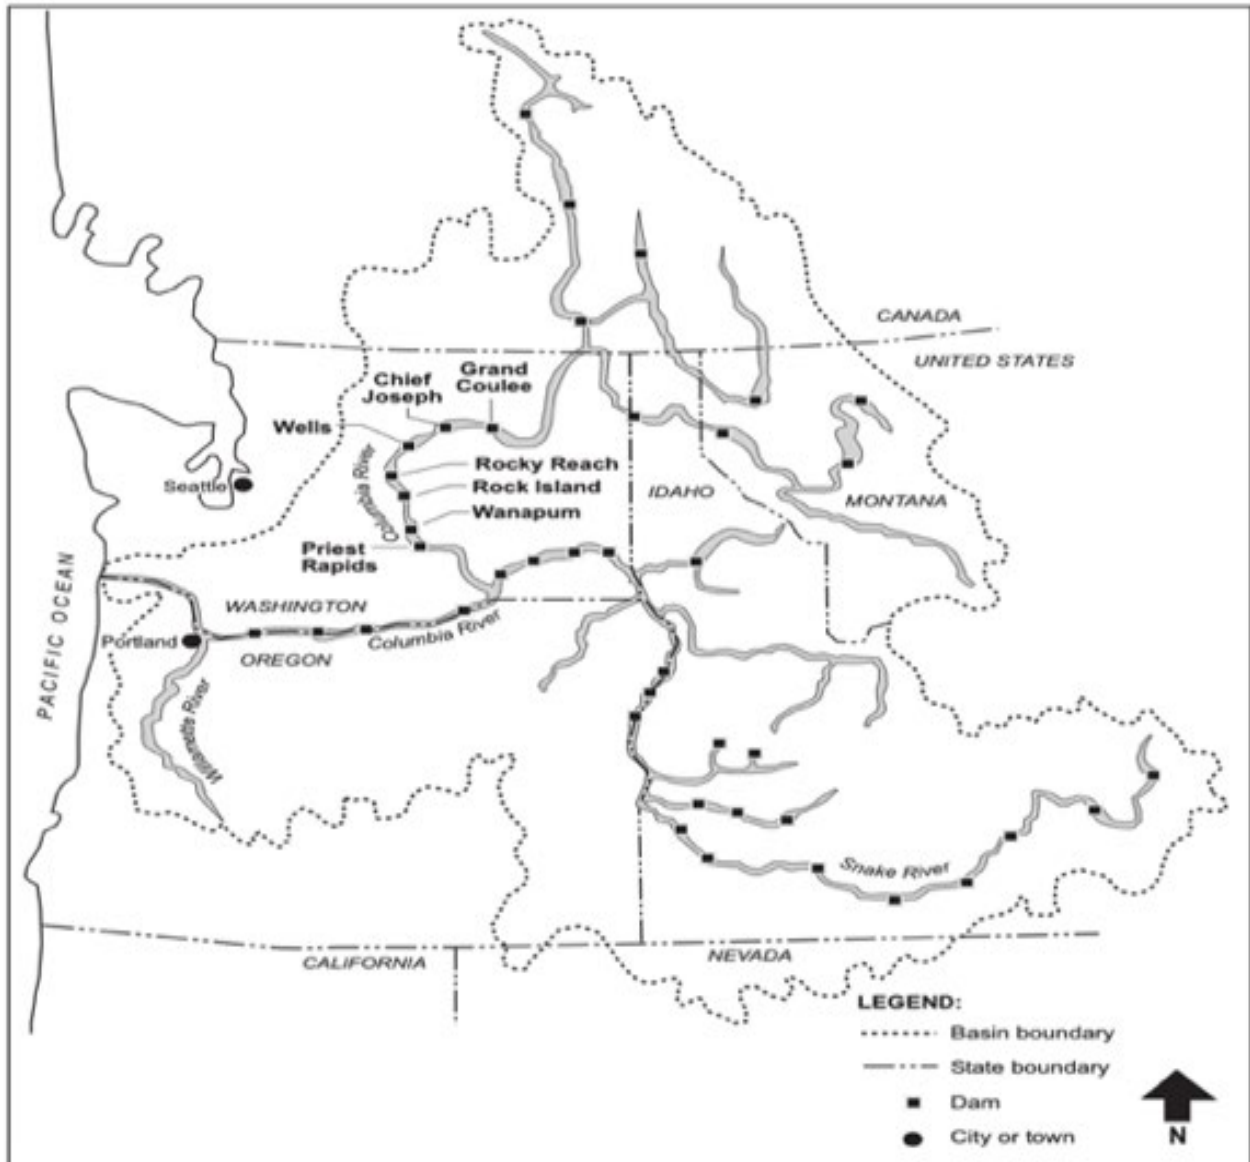 CANADA
UNITED STATES
Grand
Coulee
Chief
Joseph
Wells
Columbia River
Rocky Reach
Seattle
Rock Island
IDAHO
MONTANA
Wanapum
Priest
Rapids
PACIFIC OCEAN
WASHINGTON
Columbia River
Portland
OREGON
Willamette River
Snake River
CALIFORNIA
NEVADA
LEGEND:
Basin boundary
State boundary
Dam
City or town
N